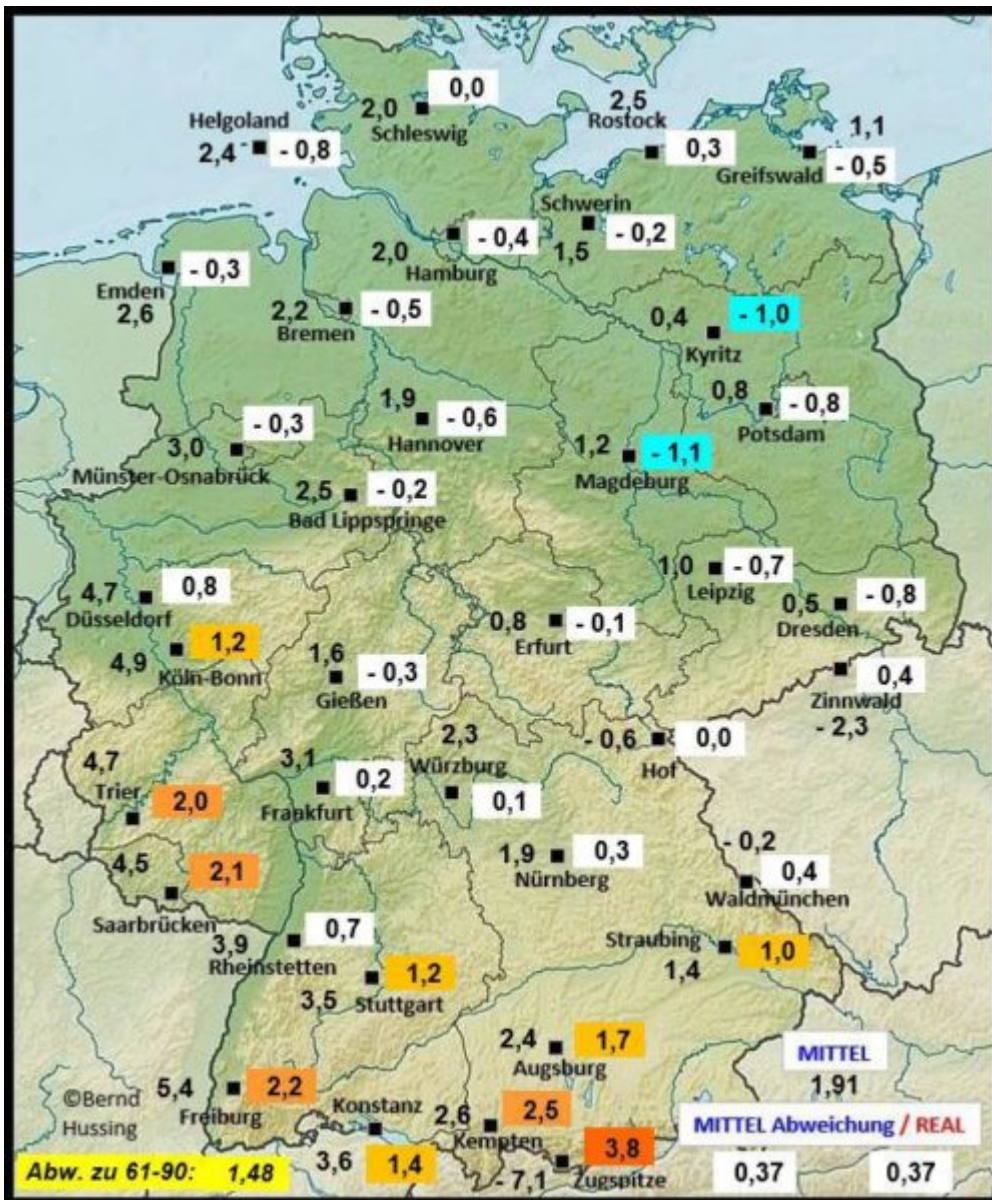 0,0
2,0
Schleswig
2,5
Rostock
0,3
Helgoland
2,4
- 0,8
1,1
- 0,5
Greifswald
Schwerin
- 0,2
1,5
- 0,4
2,0
Hamburg
- 0,3
Emden
2,6
2,2
- 0,5
Bremen
0,4
- 1,0
Kyritz
0,8
- 0,8
Potsdam
1,9
- 0,6
Hannover
- 0,3
3,0
Münster-Osnabrück
1,2
- 1,1
Magdeburg
2,5
- 0,2
Bad Lippspringe
1,0
- 0,7
Leipzig
4,7
0,8
Düsseldorf
0,5
- 0,8
Dresden
0,8
- 0,1
Erfurt
4,9
1,2
Köln-Bonn
1,6
- 0,3
Gießen
0,4
Zinnwald
- 2,3
- 0,6
0,0
Hof
2,3
Würzburg
0,1
3,1
0,2
Frankfurt
4,7
Trier
2,0
4,5
2,1
Saarbrücken
1,9
0,3
Nürnberg
- 0,2
0,4
Waldmünchen
0,7
3,9
Rheinstetten
Straubing
1,0
1,4
1,2
Stuttgart
3,5
2,4
1,7
Augsburg
MITTEL
1,91
©Bernd
Hussing
5,4
2,2
Freiburg
Konstanz
3,6
1,4
2,6
2,5
Kempten
3,8
- 7,1
Zugspitze
MITTEL Abweichung / REAL
0,37 0,37
Abw. zu 61-90: 1,48